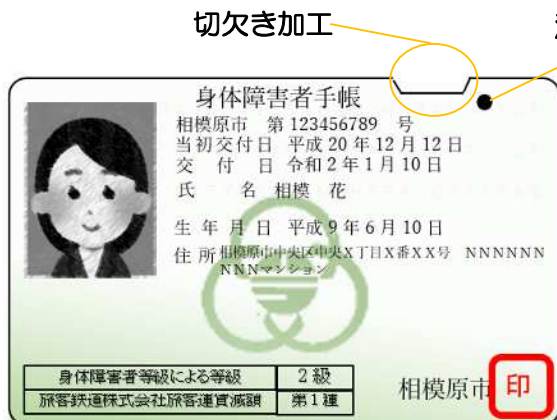 切欠き加工
身体障害者手帳
相模原市 第 123456789 号
当初交付日 平成 20 年 12 月 12 日
交付日 令和 2 年 1 月 10 日
氏名 相模 花
生年月日 平成 9 年 6 月 10 日
住所 相模原市中央区中央X丁目X番XX号 NNNNNN
NNNマンション
身体障害者等級による等級 2 級
旅客鉄道株式会社旅客運賃減額 第 1 種
相模原市 印